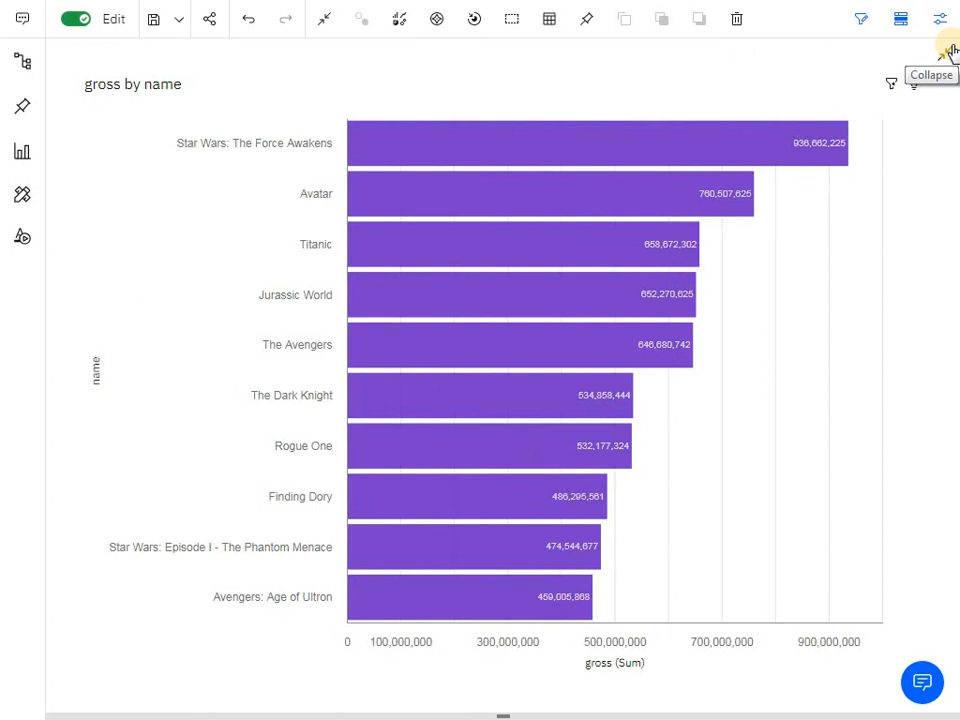 Edit
Collapse
gross by name
Star Wars: The Force Awakens
936,662,225
Avatar
760,507,625
Titanic
658,672,302
Jurassic World
652,270,625
The Avengers
646,680,742
name
The Dark Knight
534,858,444
Rogue One
532,177,324
Finding Dory
486,295,561
Star Wars: Episode I - The Phantom Menace
474,544,677
Avengers: Age of Ultron
459,005,868
0 100,000,000 300,000,000 500,000,000 700,000,000 900,000,000
gross (Sum)